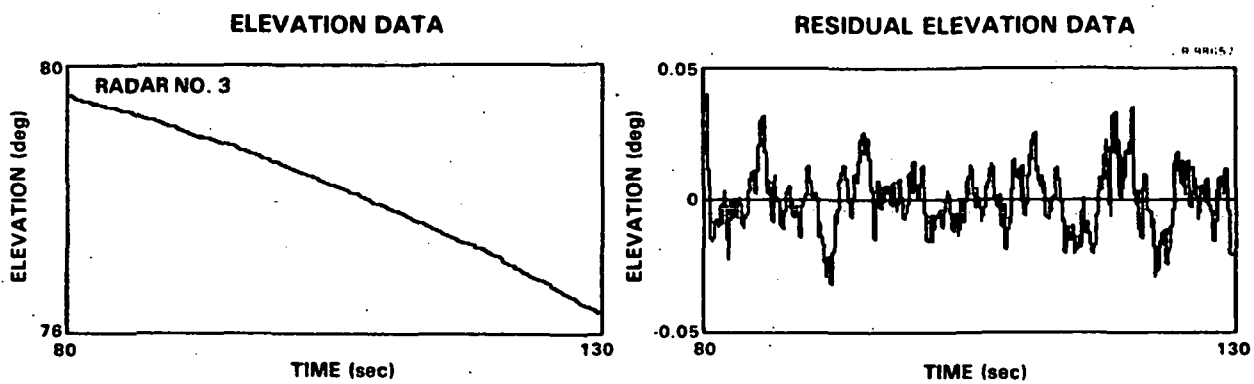 ELEVATION DATA
80
RADAR NO. 3
ELEVATION (deg)
76
80
130
TIME (sec)
RESIDUAL ELEVATION DATA
0.05
ELEVATION (deg)
0
-0.05
80
130
TIME (sec)